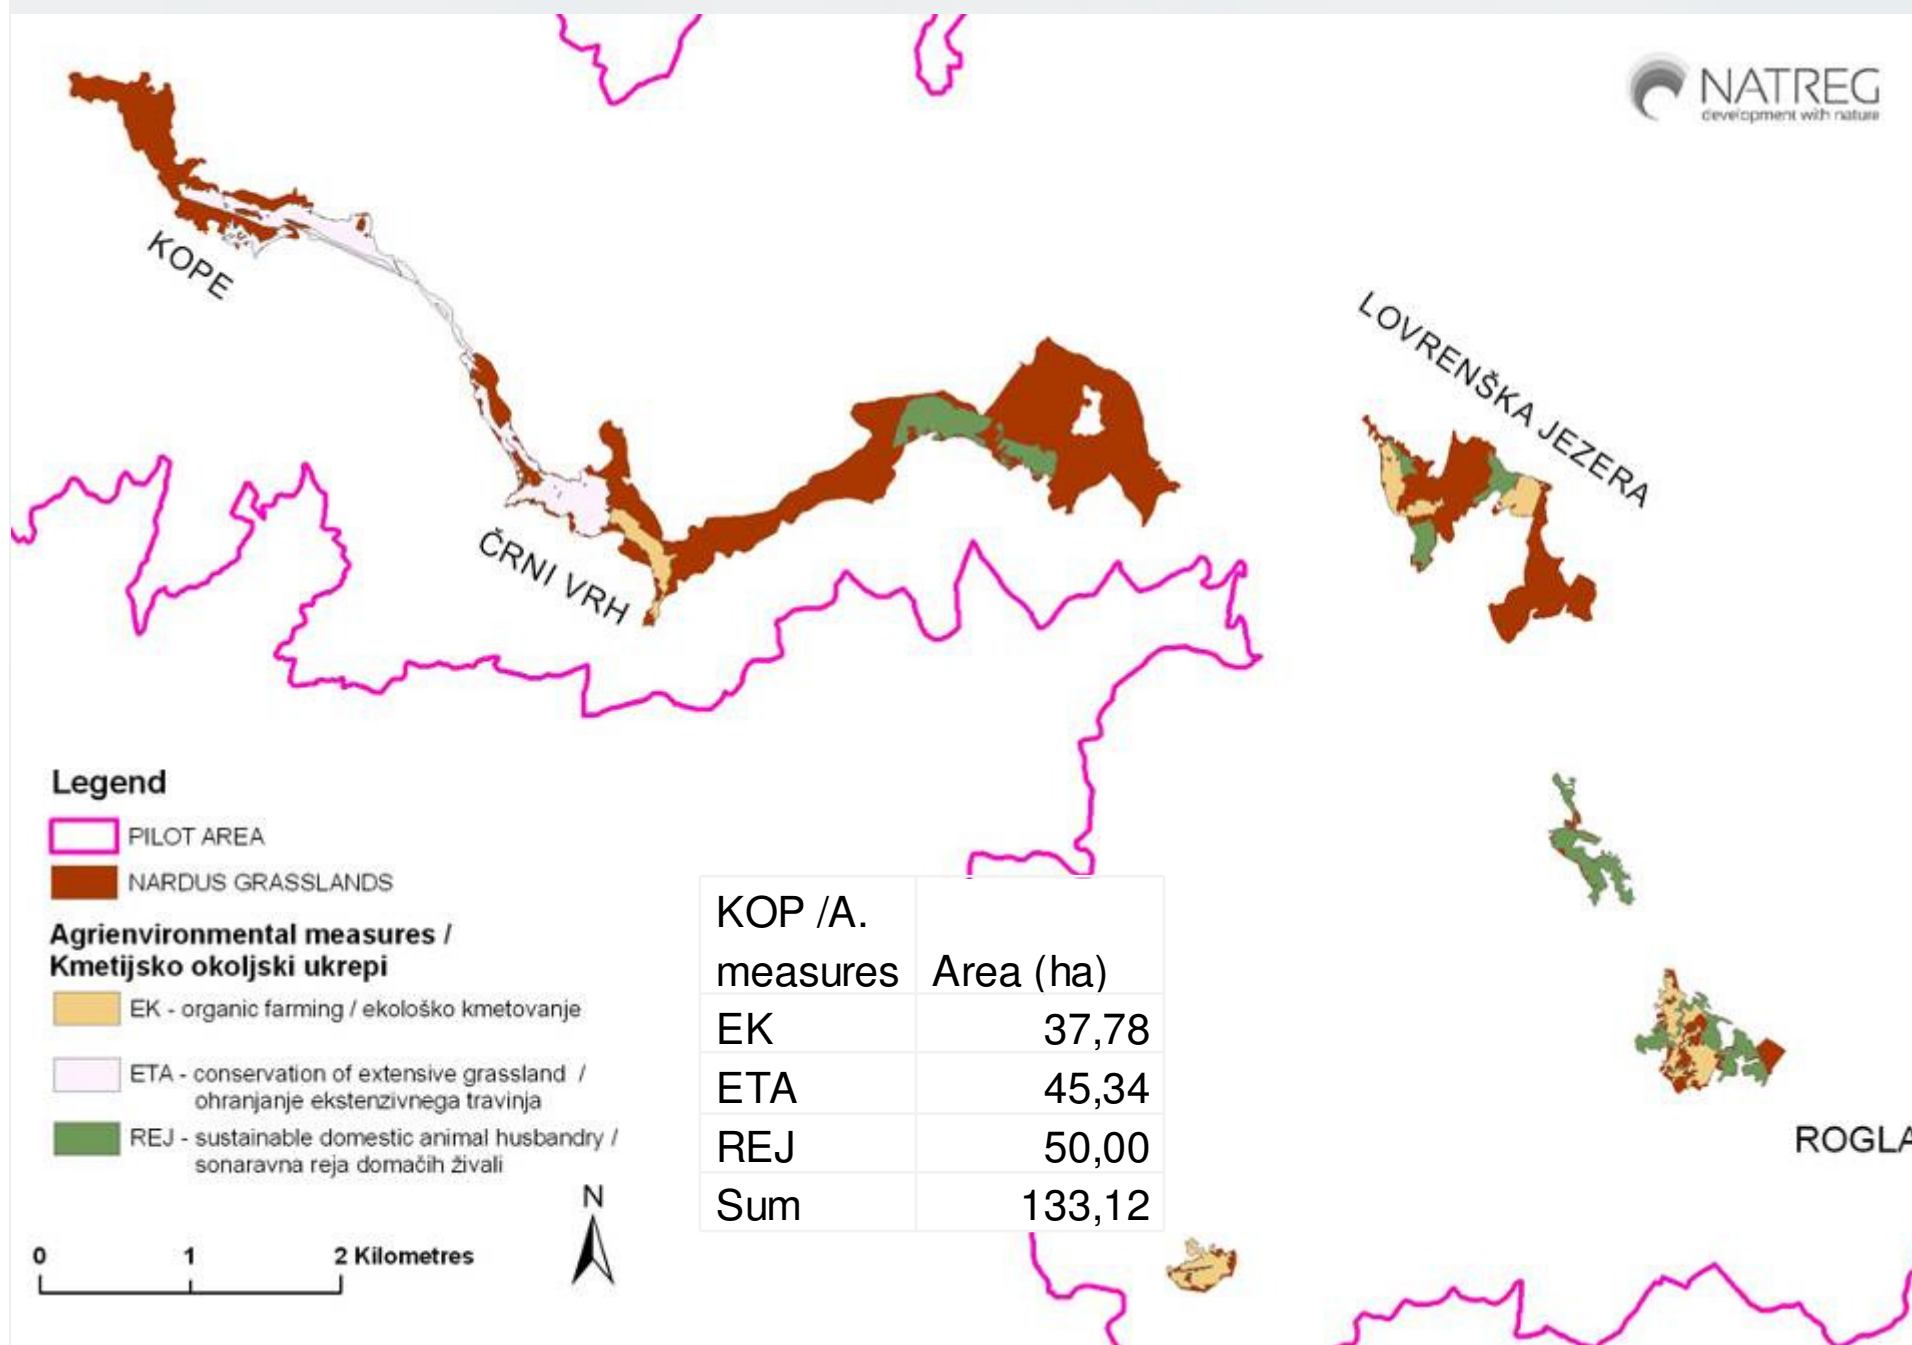 NATREG
development with nature
KOPE
LOVRENŠKA JEZERA
ČRNI VRH
Legend
PILOT AREA
NARDUS GRASSLANDS
Agrienvironmental measures /
Kmetijsko okoljski ukrepi
EK - organic farming / ekološko kmetovanje
ETA - conservation of extensive grassland /
ohranjanje ekstenzivnega travinja
REJ - sustainable domestic animal husbandry /
sonaravna reja domačih živali
N
0 1 2 Kilometres
KOP /A.
measures Area (ha)
EK 37,78
ETA 45,34
REJ 50,00
Sum 133,12
ROGLA